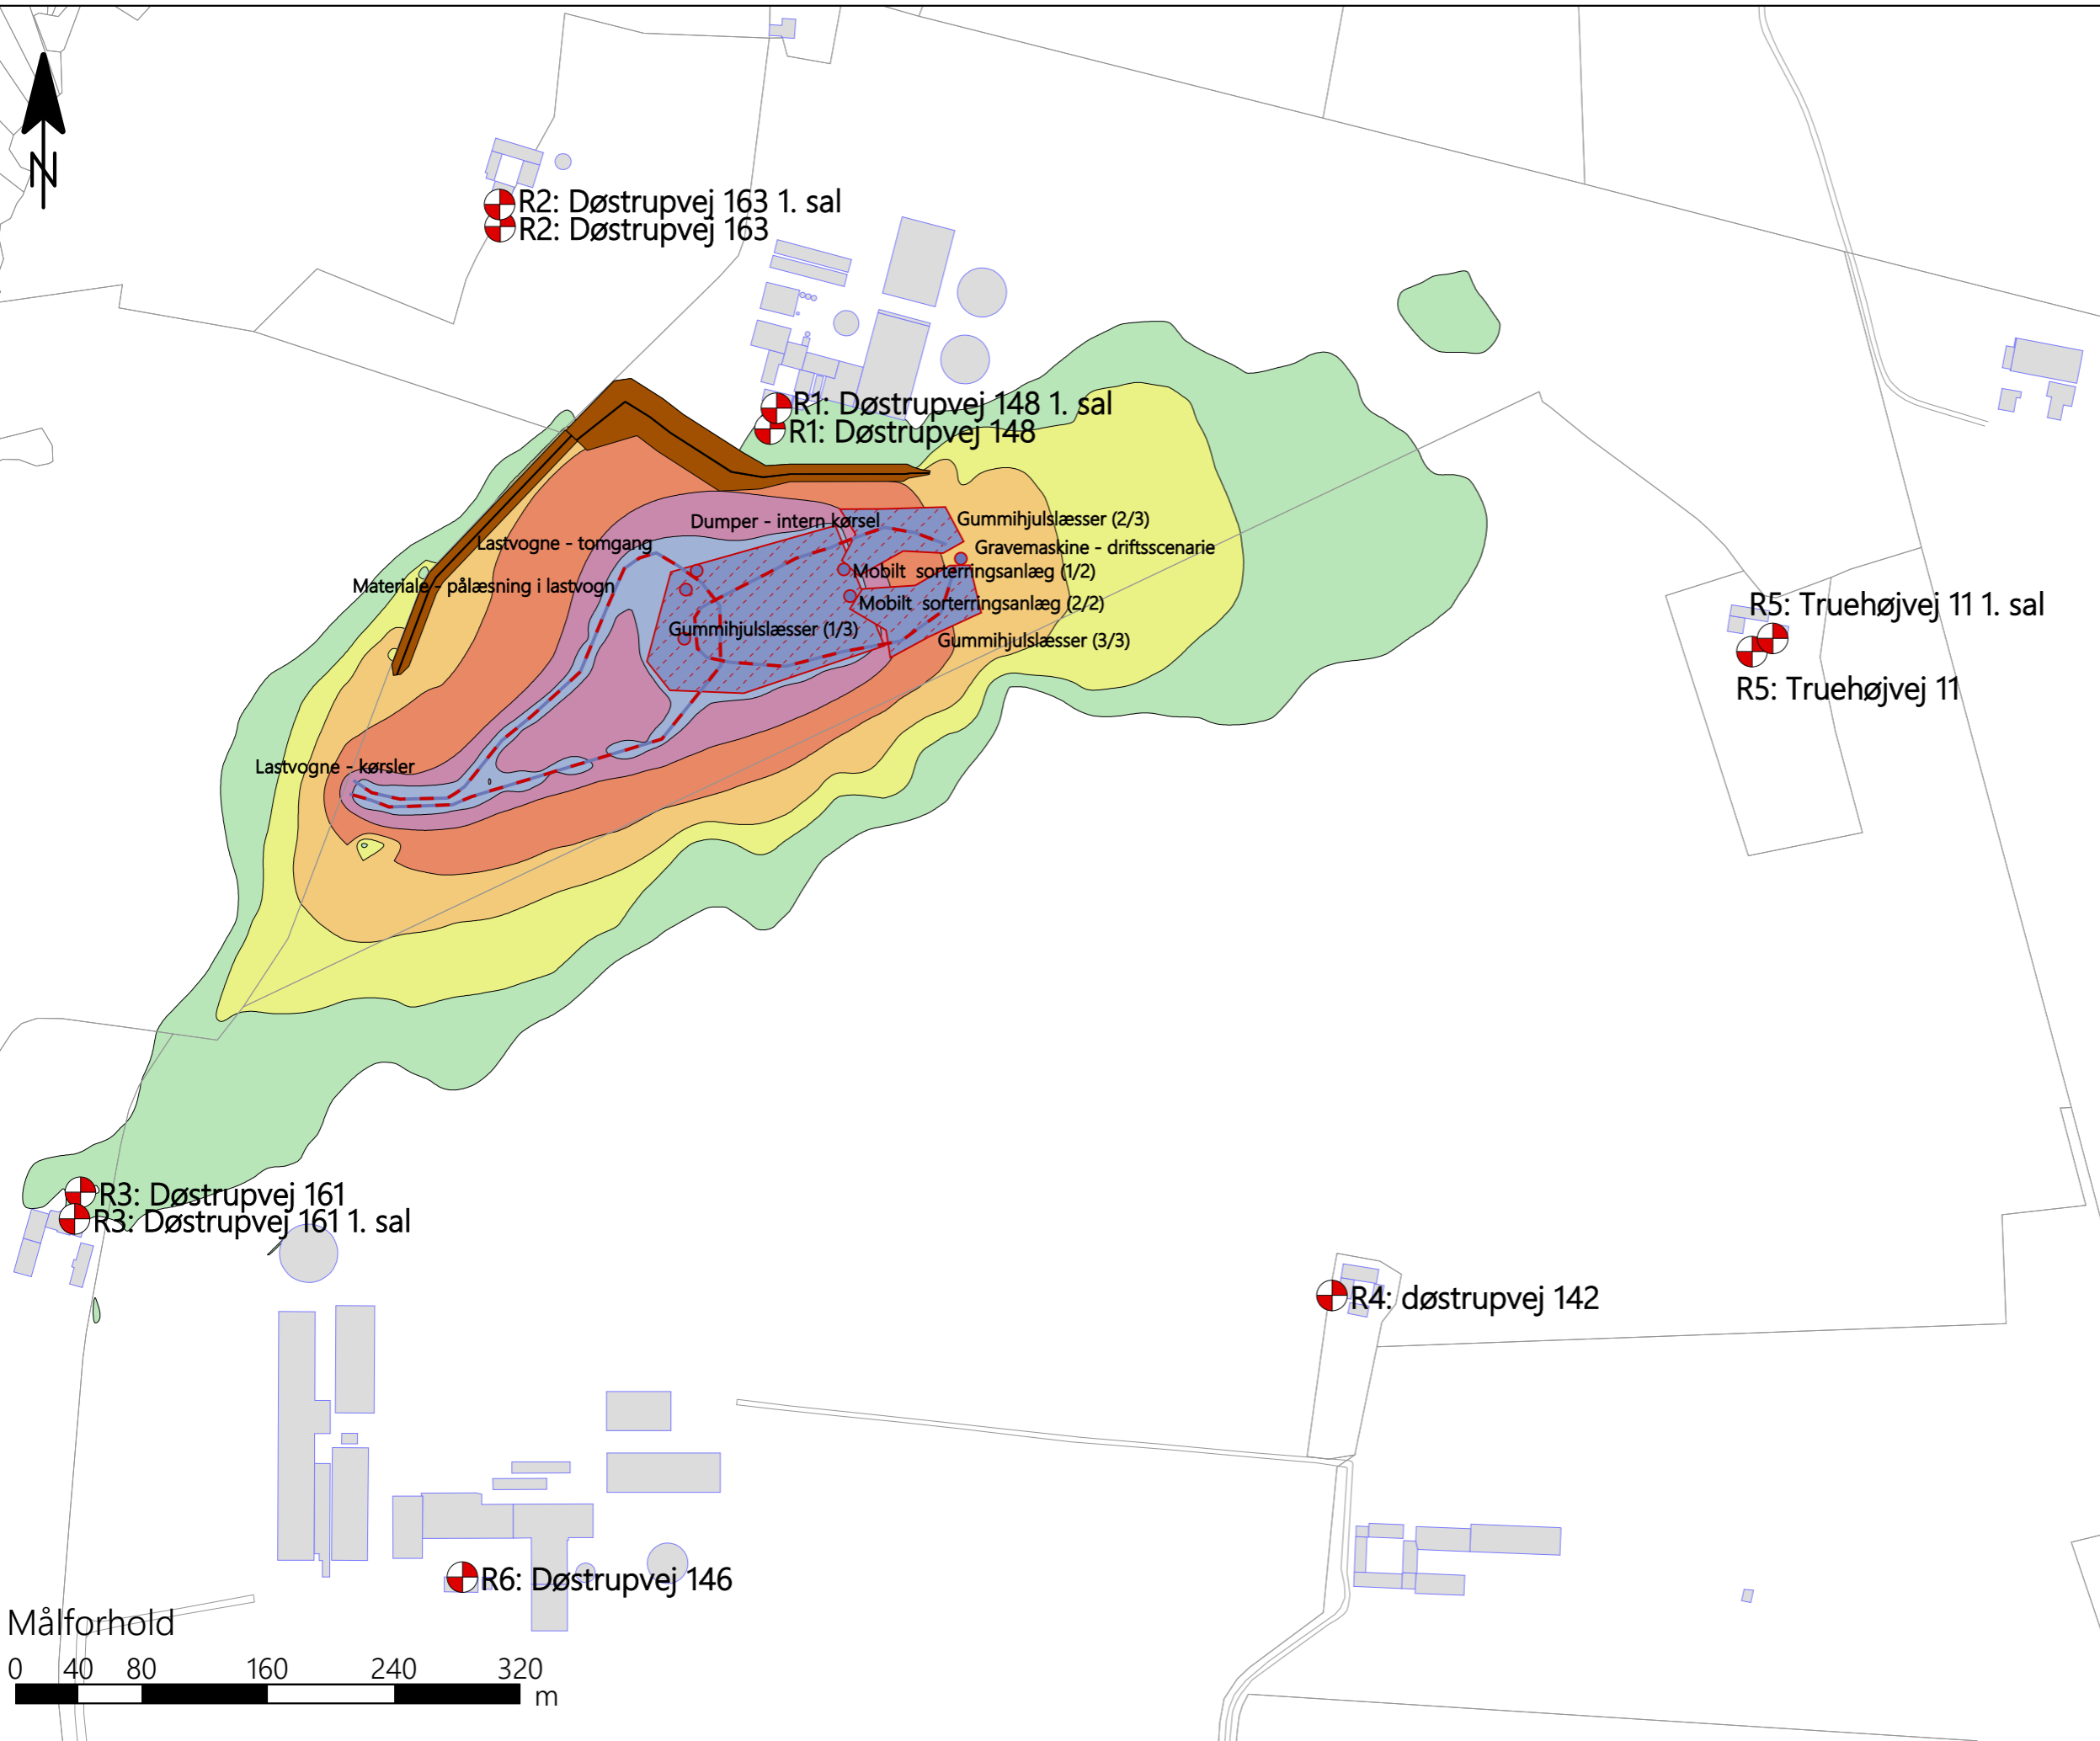 N
R2: Døstrupvej 163 1. sal
R2: Døstrupvej 163
R1: Døstrupvej 148 1. sal
R1: Døstrupvej 148
Dumper - intern kørsel
Gummihjulslæsser (2/3)
Lastvogne - tomgang
Gravemaskine - driftsscenarie
Mobilt sorterringsanlæg (1/2)
Materiale - pålæsning i lastvogn
Mobilt sorterringsanlæg (2/2)
Gummihjulslæsser (1/3)
Gummihjulslæsser (3/3)
R5: Truehøjvej 11 1. sal
R5: Truehøjvej 11
Lastvogne - kørsler
R3: Døstrupvej 161
R3: Døstrupvej 161 1. sal
R4: døstrupvej 142
R6: Døstrupvej 146
Målforhold
0 40 80 160 240 320
m